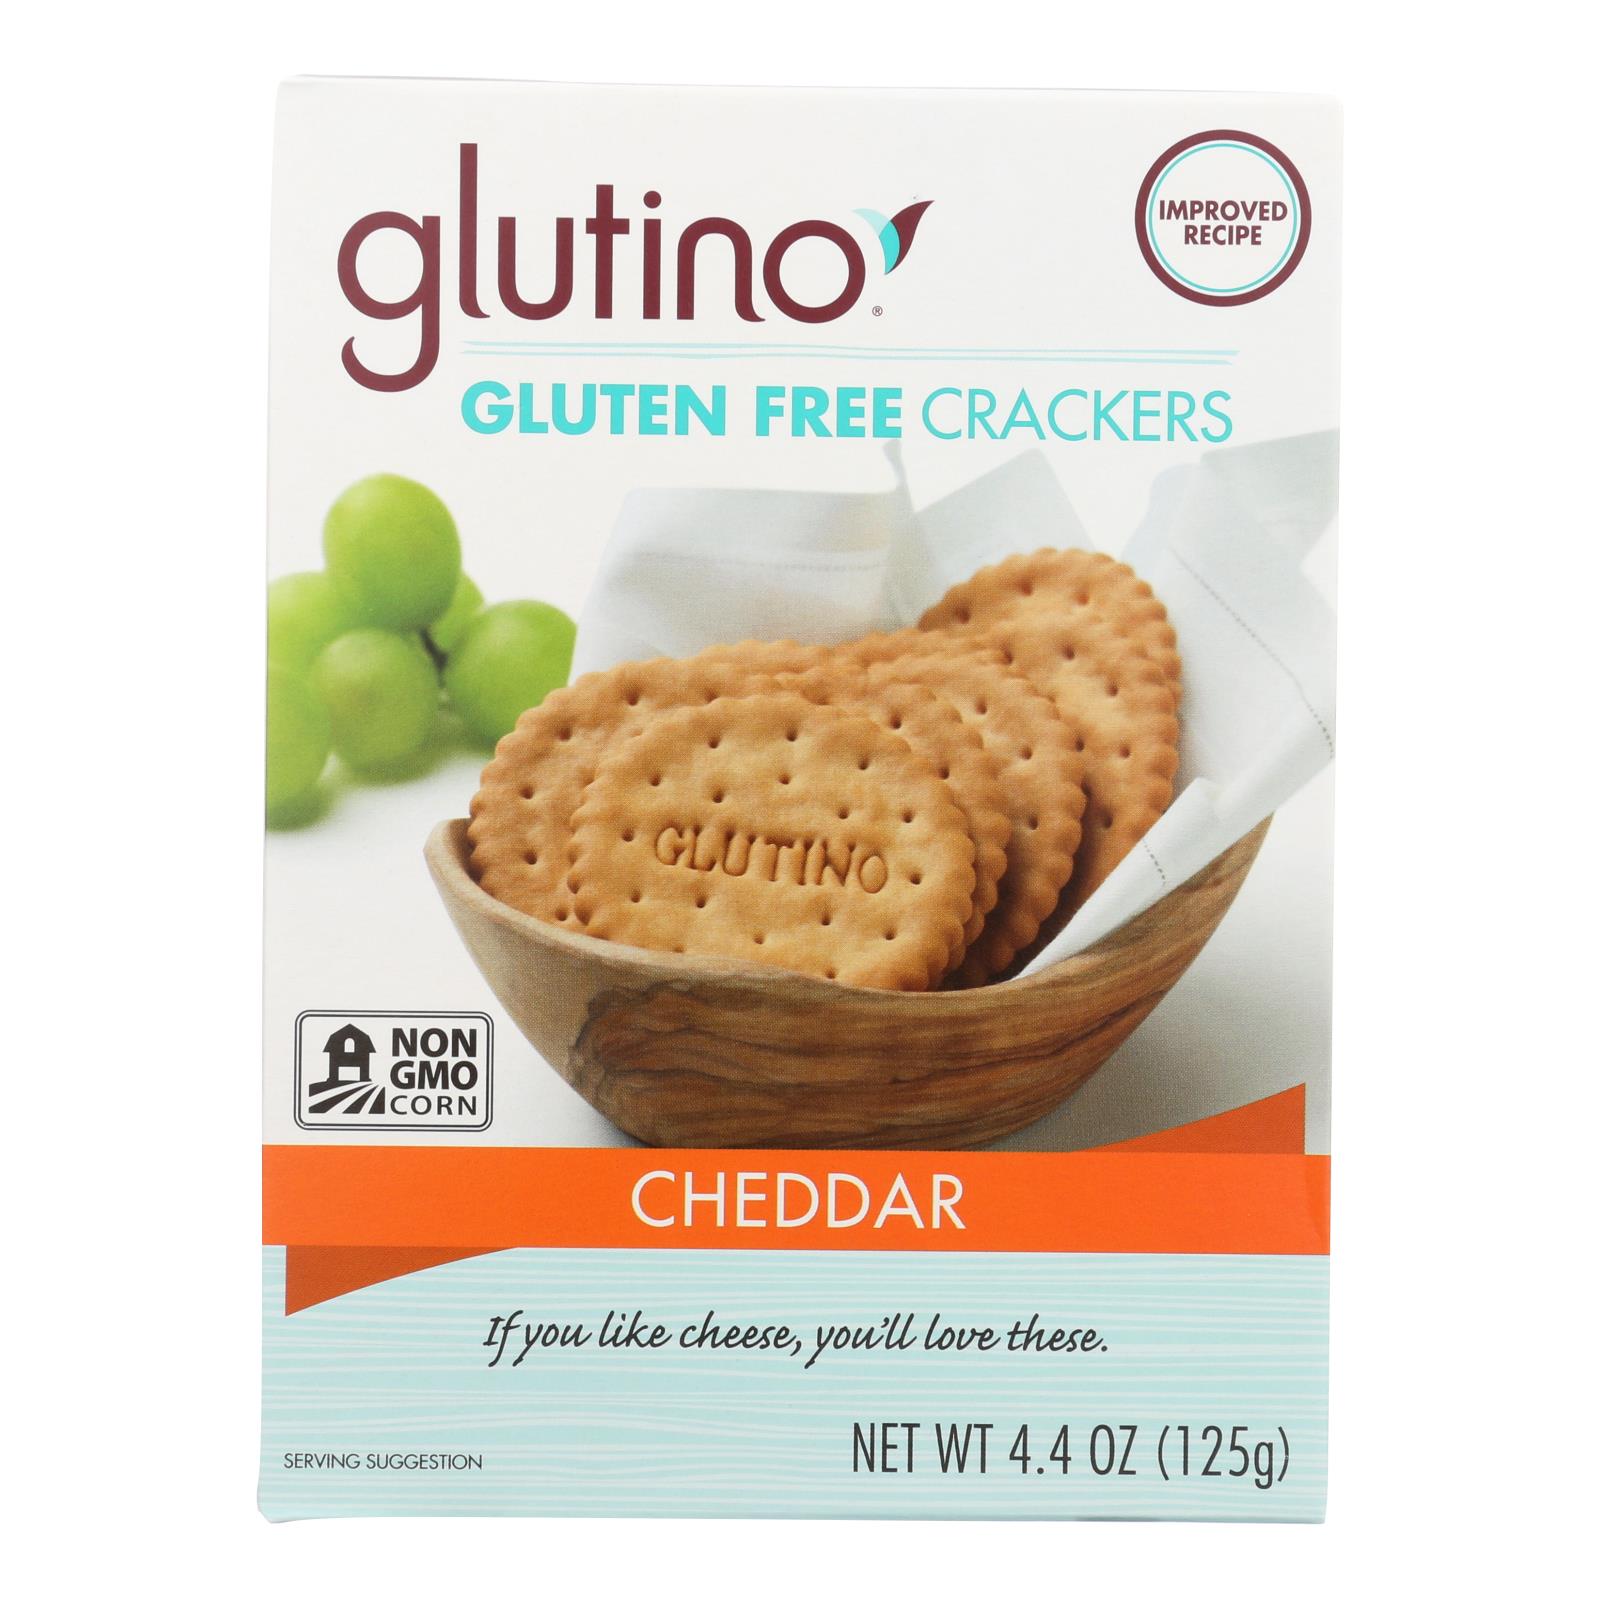 glutino®
IMPROVED
RECIPE
GLUTEN FREE CRACKERS
GLUTINO
NON
GMO
CORN
CHEDDAR
If you like cheese, you'll love these.
SERVING SUGGESTION
NET WT 4.4 OZ (125g)